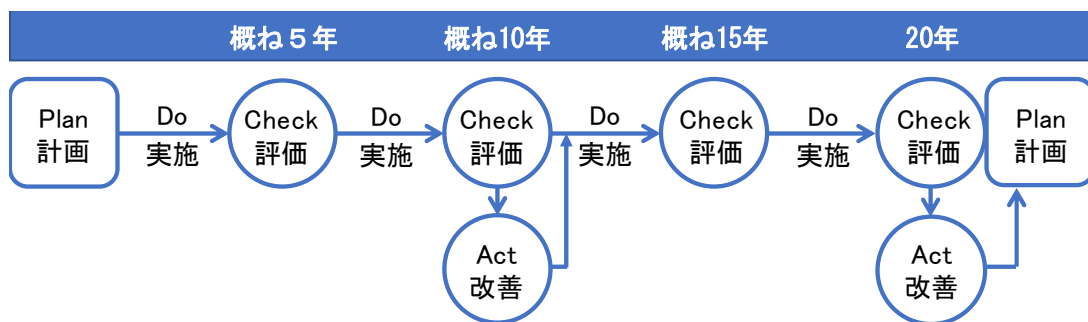 概ね５年
概ね10年
概ね15年
20年
Plan
計画
Do
実施
Check
評価
Do
実施
Check
評価
Do
実施
Check
評価
Do
実施
Check
評価
Plan
計画
Act
改善
Act
改善